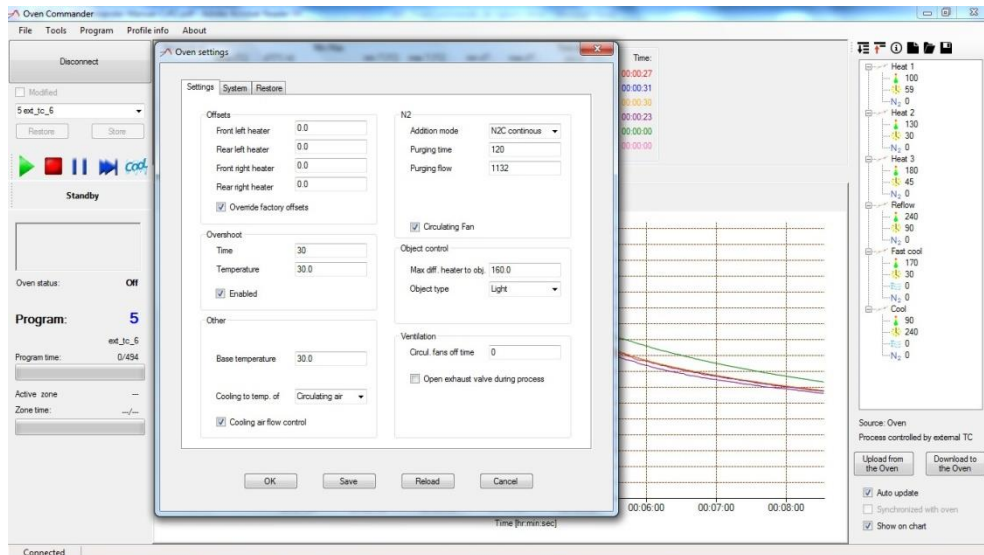 Oven Commander
File Tools Program Profile info About
Disconnect
Modified
5 ext_tc_6
Restore Store
cool
Standby
Oven status: Off
Program: 5
ext_tc_6
Program time: 0/494
Active zone --
Zone time: --/--
Connected
Oven settings
Settings System Restore
Offsets
Front left heater 0.0
Rear left heater 0.0
Front right heater 0.0
Rear right heater 0.0
Override factory offsets
Overshoot
Time 30
Temperature 30.0
Enabled
Other
Base temperature 30.0
Cooling to temp. of Circulating air
Cooling air flow control
N2
Addition mode N2C continous
Purging time 120
Purging flow 1132
Circulating Fan
Object control
Max diff. heater to obj. 160.0
Object type Light
Ventilation
Circul. fans off time 0
Open exhaust valve during process
OK Save Reload Cancel
Time:
00:00:27
00:00:31
00:00:30
00:00:23
00:00:00
00:00:00
00:06:00 00:07:00 00:08:00
Time [hr:min:sec]
Heat 1
100
59
N2 0
Heat 2
130
30
N2 0
Heat 3
180
45
N2 0
Reflow
240
90
N2 0
Fast cool
170
30
0
N2 0
Cool
90
240
0
N2 0
Source: Oven
Process controlled by external TC
Upload from the Oven
Download to the Oven
Auto update
Synchronized with oven
Show on chart